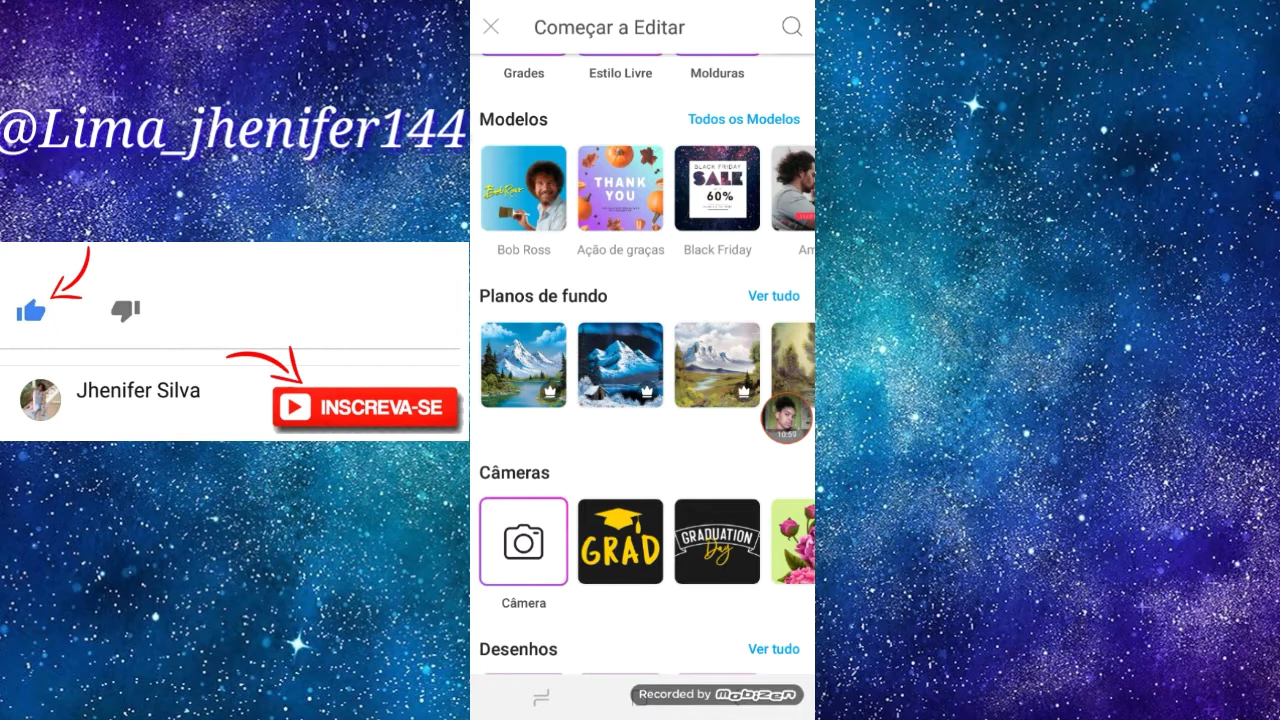 @Lima_jhenifer144
Jhenifer Silva
INSCREVA-SE
Começar a Editar
Grades
Estilo Livre
Molduras
Modelos
Todos os Modelos
Bob Ross
THANK
YOU
BLACK FRIDAY
SALE
60%
Bob Ross
Ação de graças
Black Friday
Am
Planos de fundo
Ver tudo
10:59
Câmeras
GRAD
GRADUATION
Day
Câmera
Desenhos
Ver tudo
Recorded by MOBIZEN